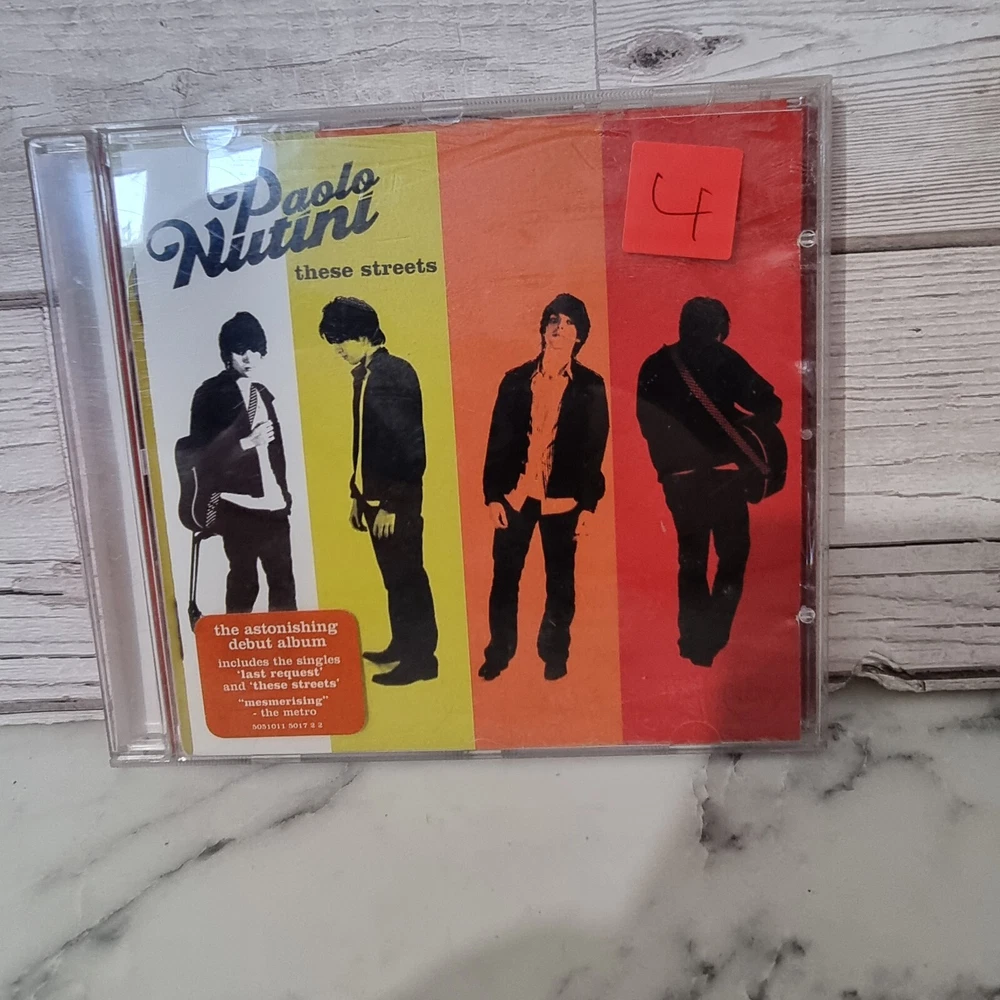 Paolo
Nutini
these streets
4
the astonishing
debut album
includes the singles
'last request'
and 'these streets'
"mesmerising"
- the metro
5051011 5017 2 2